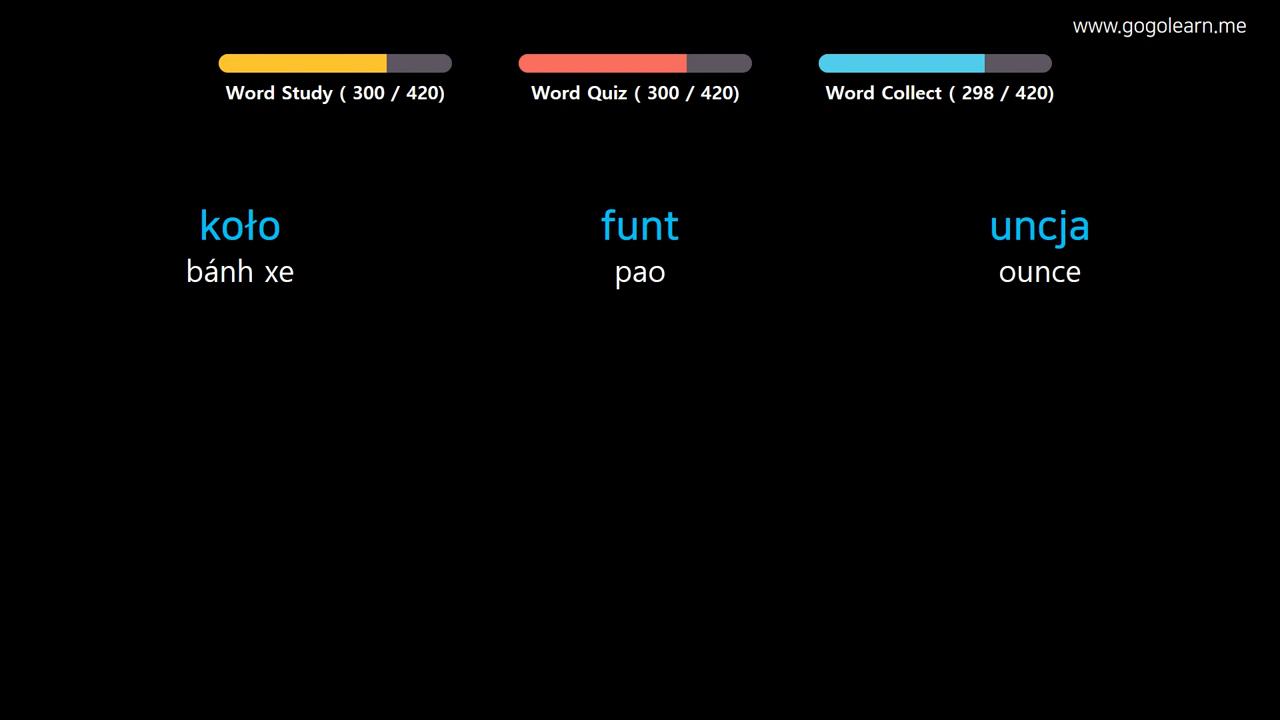 www.gogolearn.me
Word Study ( 300 / 420)
Word Quiz ( 300 / 420)
Word Collect ( 298 / 420)
koło
bánh xe
funt
pao
uncja
ounce